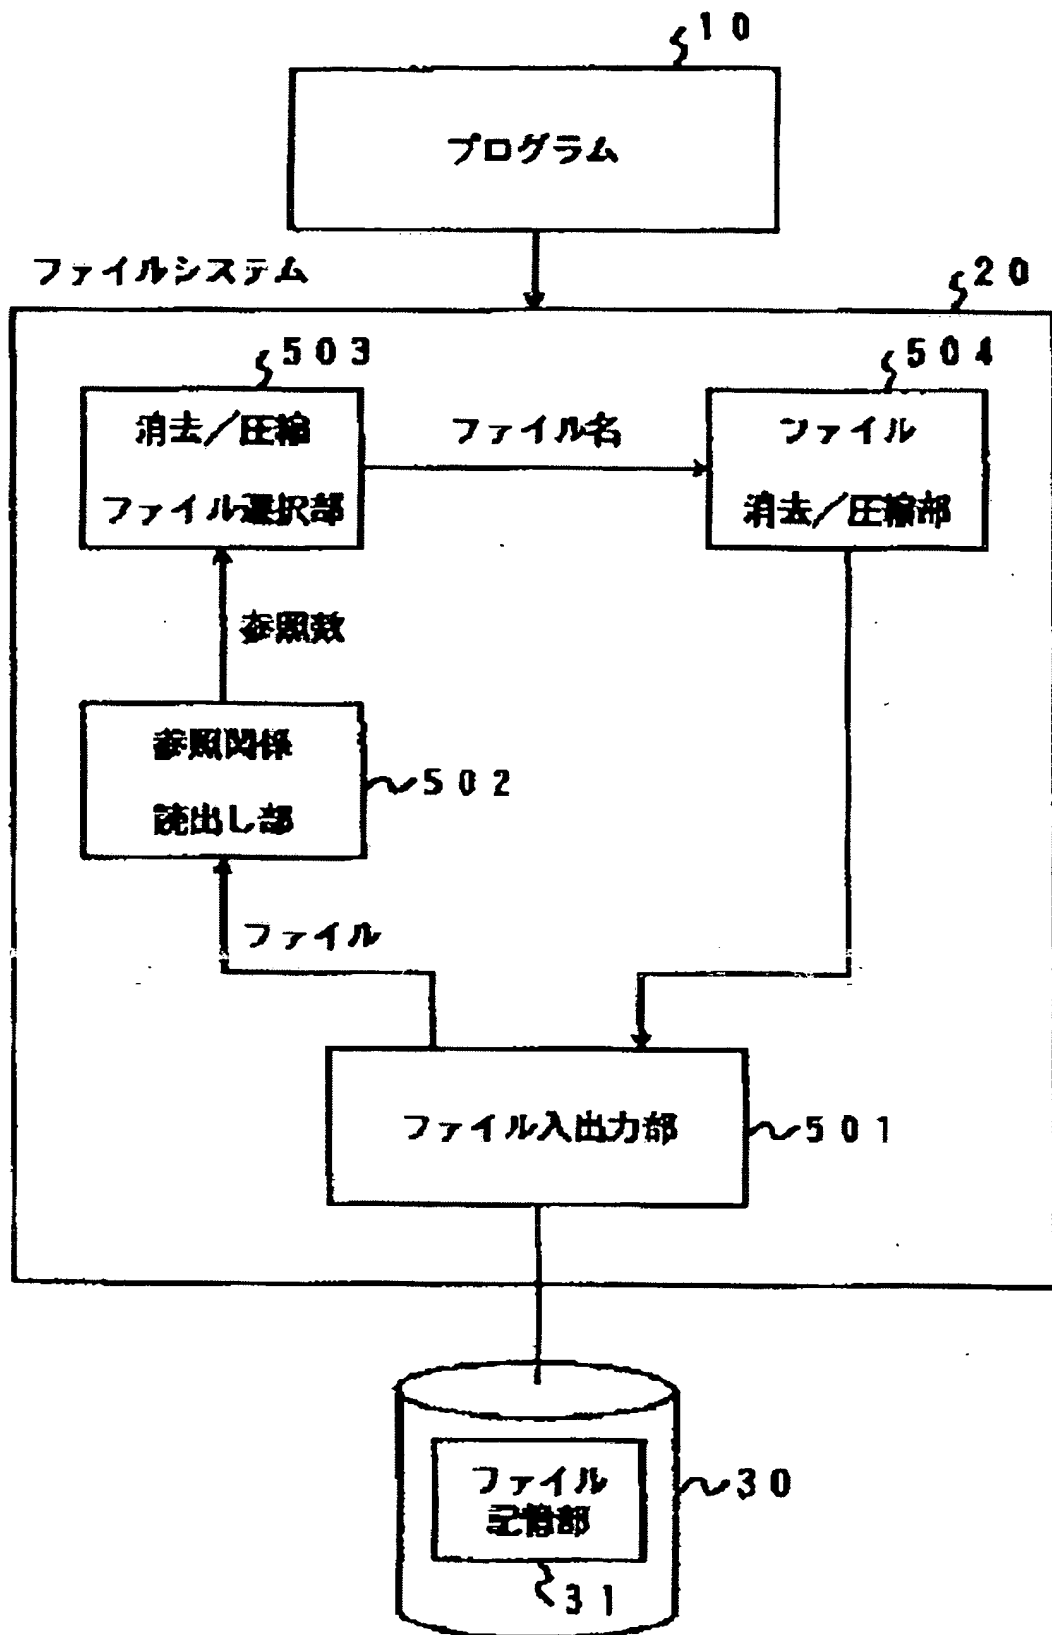 10
プログラム
ファイルシステム
20
503
504
消去／圧縮
ファイル選択部
ファイル名
ファイル
消去／圧縮部
参照数
参照関係
読出し部
502
ファイル
ファイル入出力部
501
ファイル
記憶部
30
31